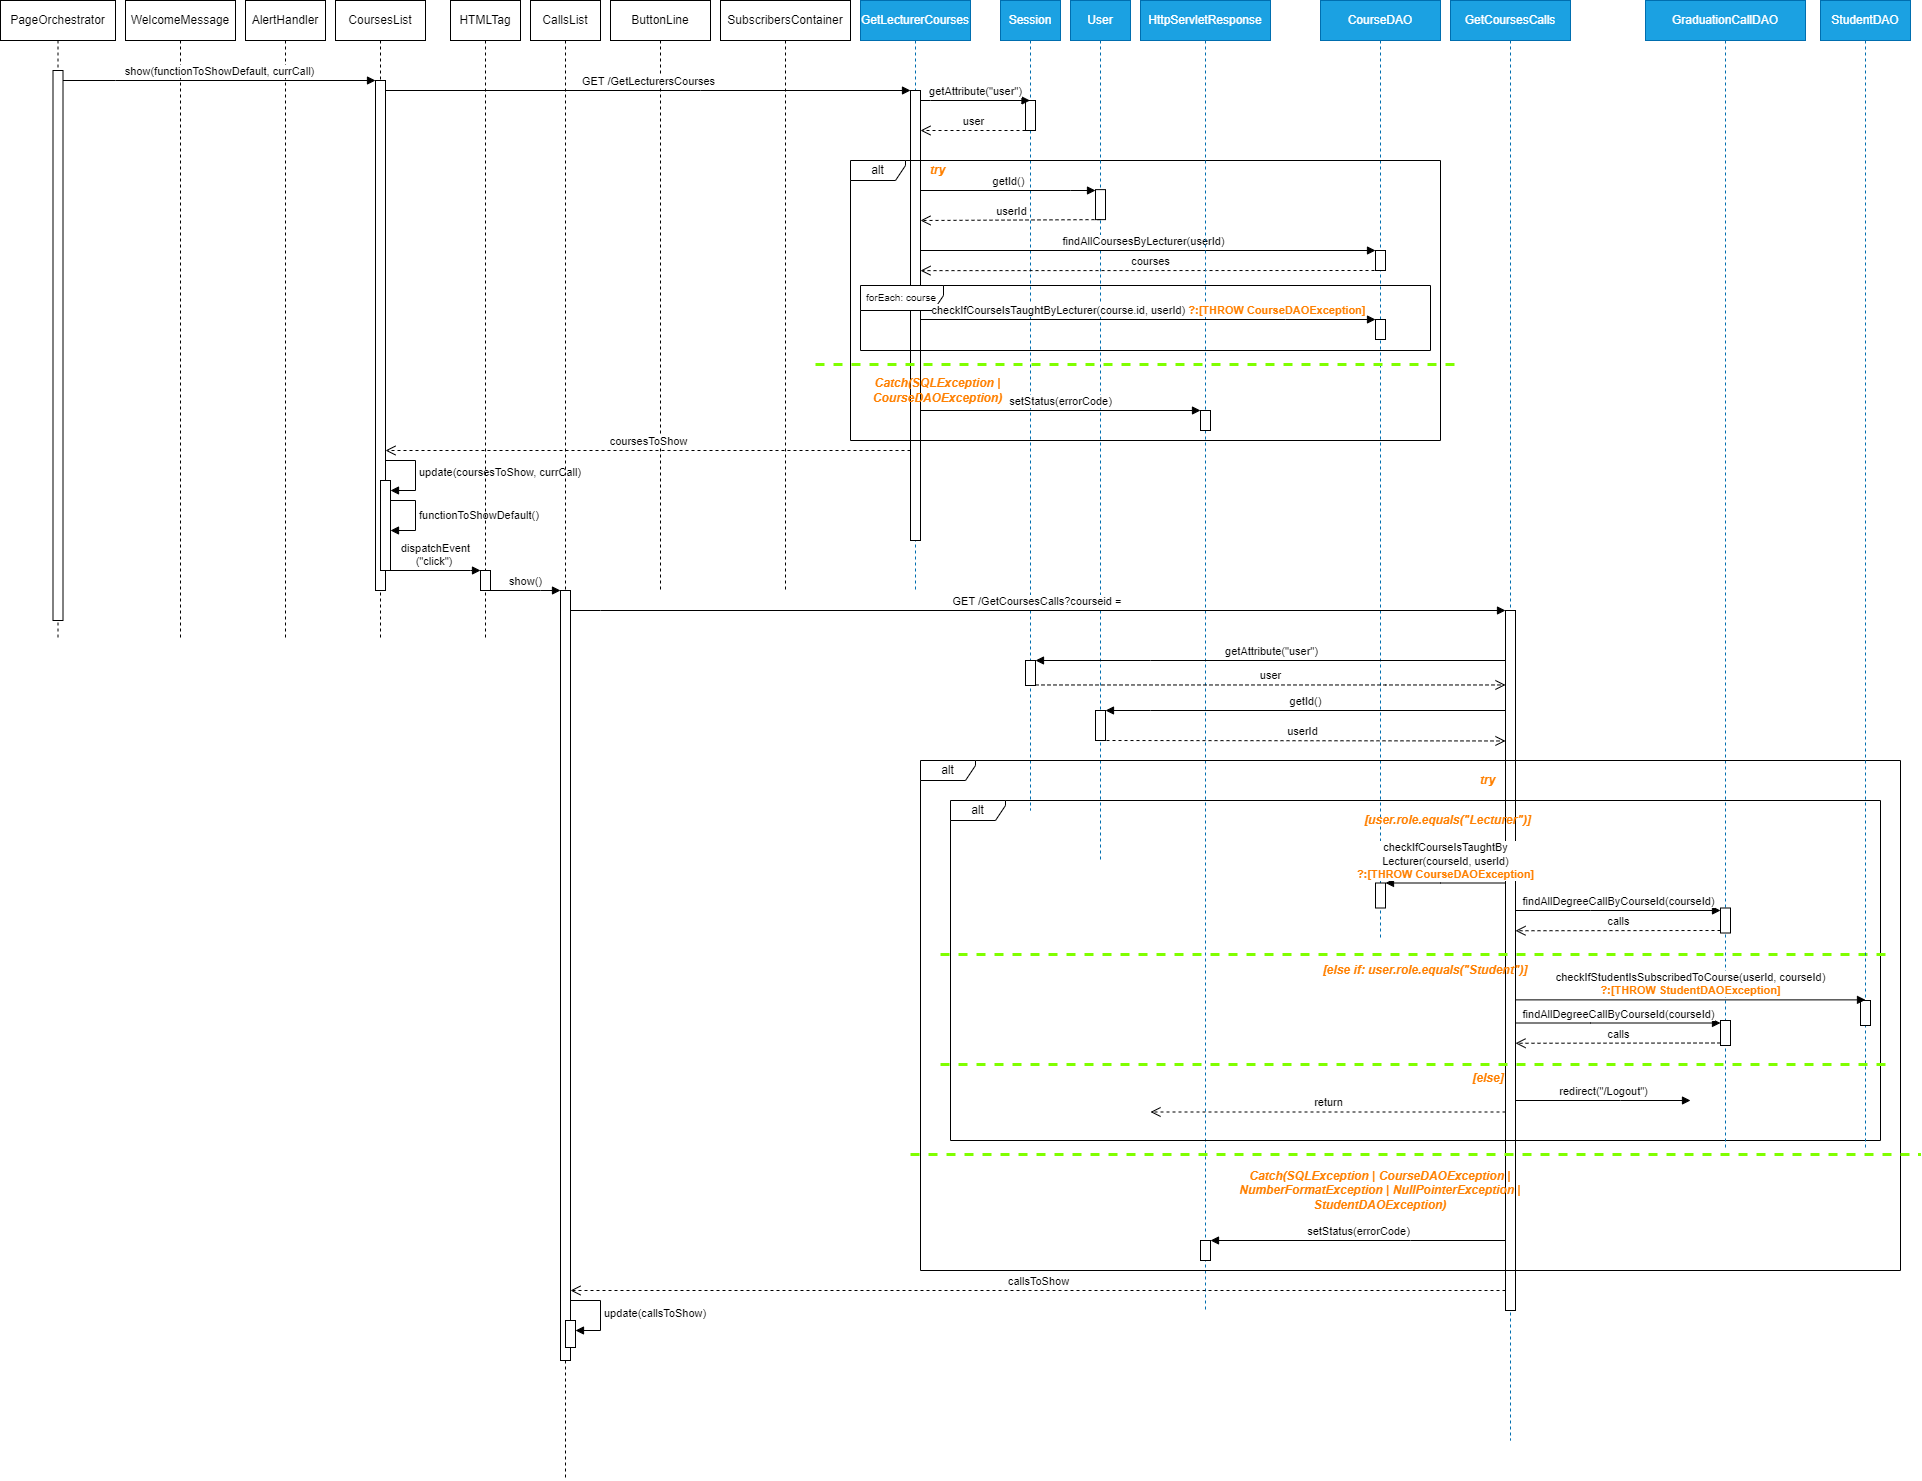 PageOrchestrator
WelcomeMessage
AlertHandler
CoursesList
HTMLTag
CallsList
ButtonLine
SubscribersContainer
GetLecturerCourses
Session
User
HttpServletResponse
CourseDAO
GetCoursesCalls
GraduationCallDAO
StudentDAO
show(functionToShowDefault, currCall)
GET /GetLecturersCourses
getAttribute("user")
user
alt
try
getId()
userId
findAllCoursesByLecturer(userId)
courses
forEach: course
checkIfCourseIsTaughtByLecturer(course.id, userId) ?:[THROW CourseDAOException]
Catch(SQLException |
CourseDAOException)
setStatus(errorCode)
coursesToShow
update(coursesToShow, currCall)
functionToShowDefault()
dispatchEvent
("click")
show()
GET /GetCoursesCalls?courseid =
getAttribute("user")
user
getId()
userId
alt
try
alt
[user.role.equals("Lecturer")]
checkIfCourseIsTaughtBy
Lecturer(courseId, userId)
?:[THROW CourseDAOException]
findAllDegreeCallByCourseId(courseId)
calls
[else if: user.role.equals("Student")]
checkIfStudentIsSubscribedToCourse(userId, courseId)
?:[THROW StudentDAOException]
findAllDegreeCallByCourseId(courseId)
calls
[else]
redirect("/Logout")
return
Catch(SQLException | CourseDAOException |
NumberFormatException | NullPointerException |
StudentDAOException)
setStatus(errorCode)
callsToShow
update(callsToShow)